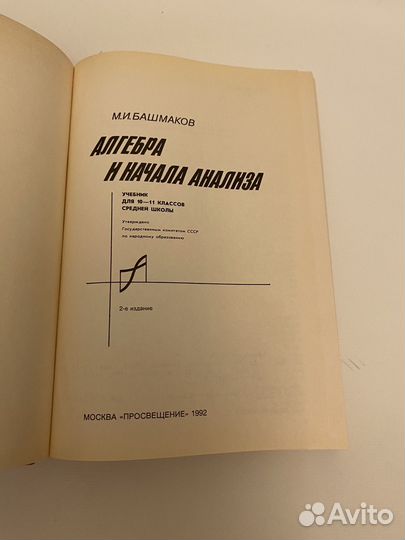 М.И.БАШМАКОВ
АЛГЕБРА
И НАЧАЛА АНАЛИЗА
УЧЕБНИК
ДЛЯ 10—11 КЛАССОВ
СРЕДНЕЙ ШКОЛЫ
Утверждено
Государственным комитетом СССР
по народному образованию
2-е издание
МОСКВА «ПРОСВЕЩЕНИЕ» 1992
Avito